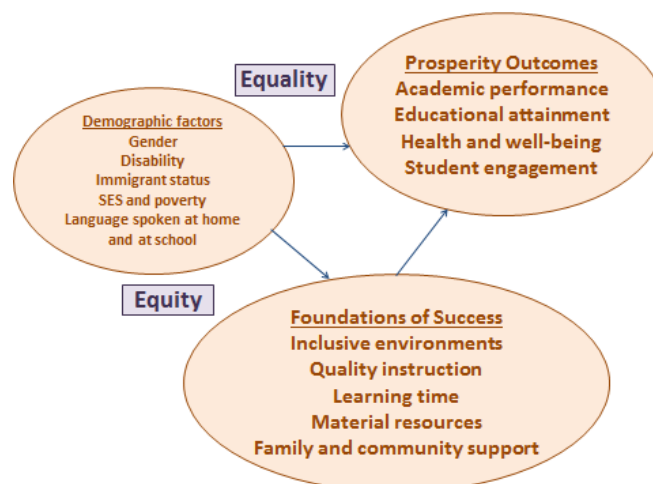 Equality
Prosperity Outcomes
Academic performance
Educational attainment
Health and well-being
Student engagement
Demographic factors
Gender
Disability
Immigrant status
SES and poverty
Language spoken at home
and at school
Equity
Foundations of Success
Inclusive environments
Quality instruction
Learning time
Material resources
Family and community support